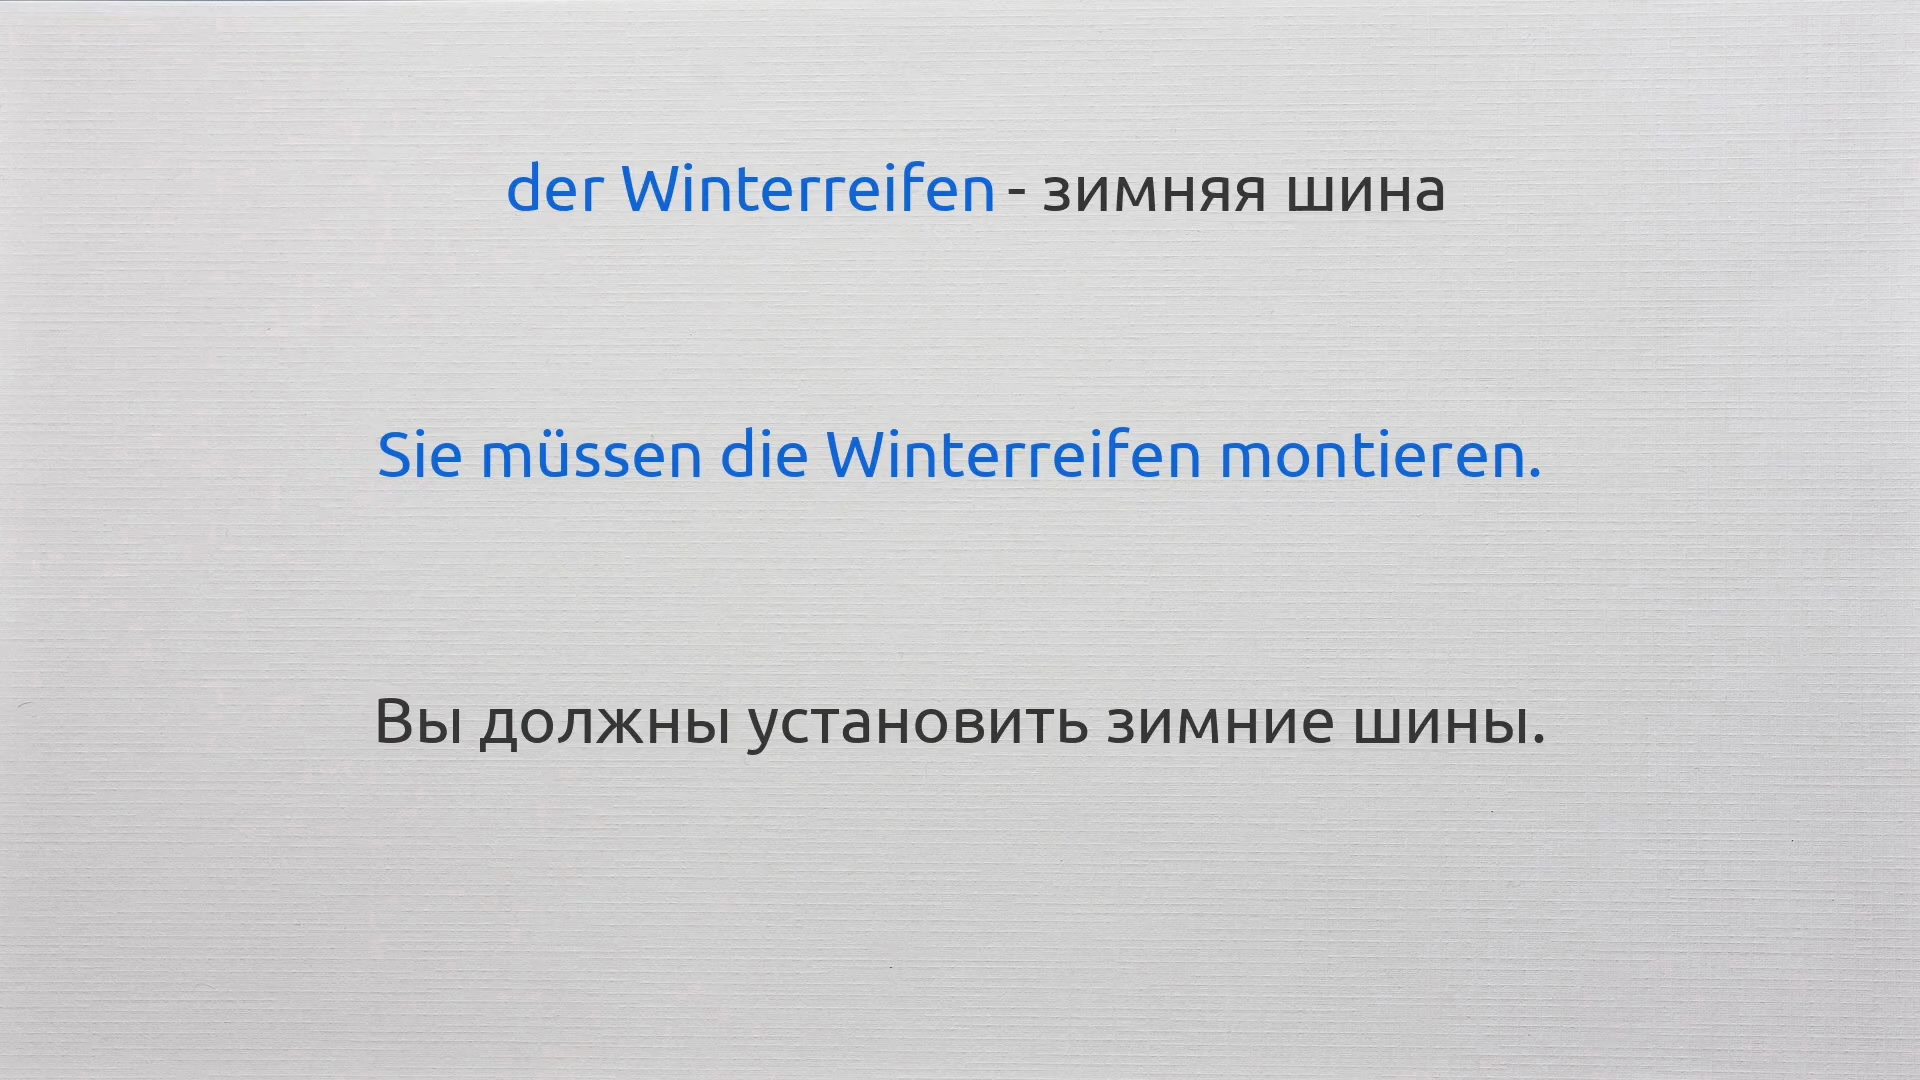 der Winterreifen - зимняя шина
Sie müssen die Winterreifen montieren.
Вы должны установить зимние шины.